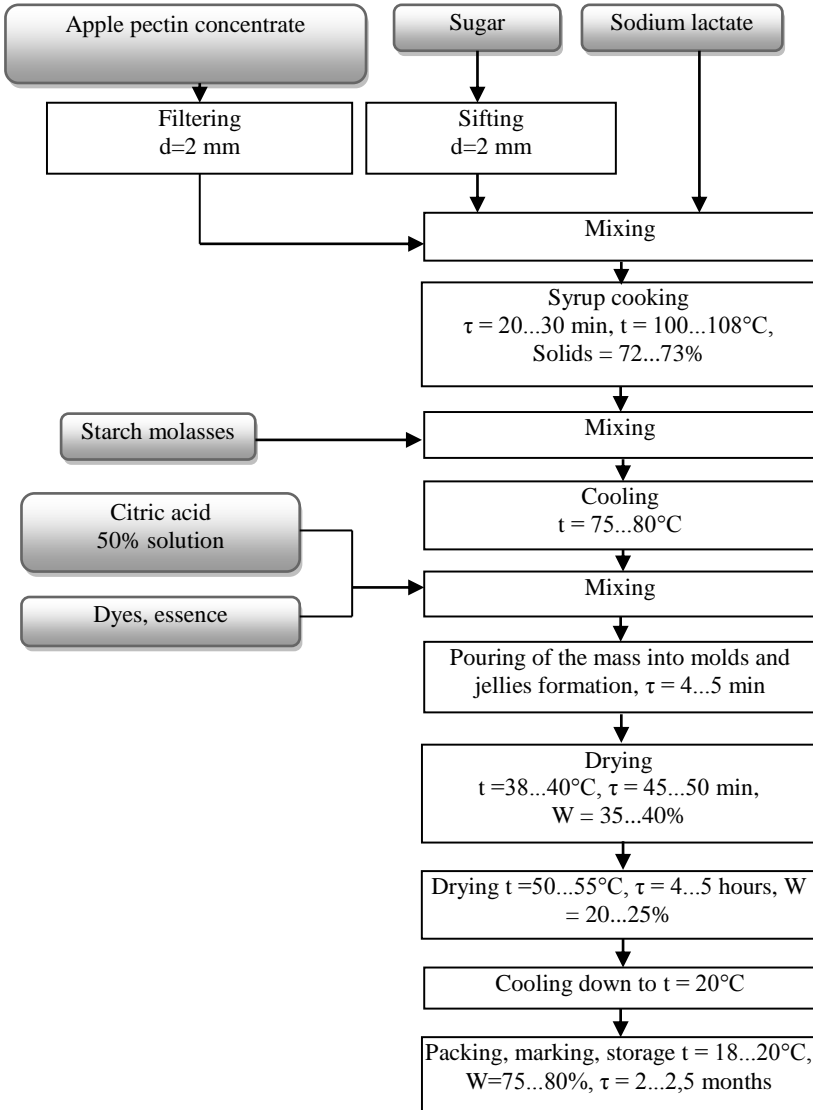 Apple pectin concentrate
Sugar
Sodium lactate
Filtering
d=2 mm
Sifting
d=2 mm
Mixing
Syrup cooking
τ = 20...30 min, t = 100...108°C,
Solids = 72...73%
Starch molasses
Mixing
Cooling
t = 75...80°C
Citric acid
50% solution
Dyes, essence
Mixing
Pouring of the mass into molds and
jellies formation, τ = 4...5 min
Drying
t =38...40°C, τ = 45...50 min,
W = 35...40%
Drying t =50...55°C, τ = 4...5 hours, W
= 20...25%
Cooling down to t = 20°C
Packing, marking, storage t = 18...20°C,
W=75...80%, τ = 2...2,5 months